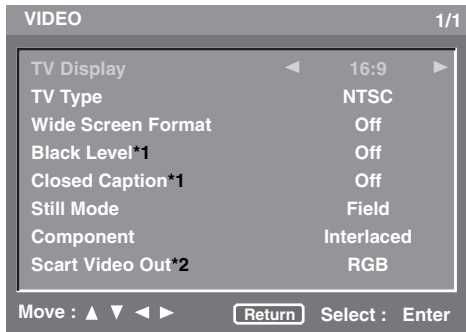 VIDEO 1/1
TV Display ◀ 16:9 ▶
TV Type NTSC
Wide Screen Format Off
Black Level*1 Off
Closed Caption*1 Off
Still Mode Field
Component Interlaced
Scart Video Out*2 RGB
Move : ▲ ▼ ◀ ▶ Return Select : Enter